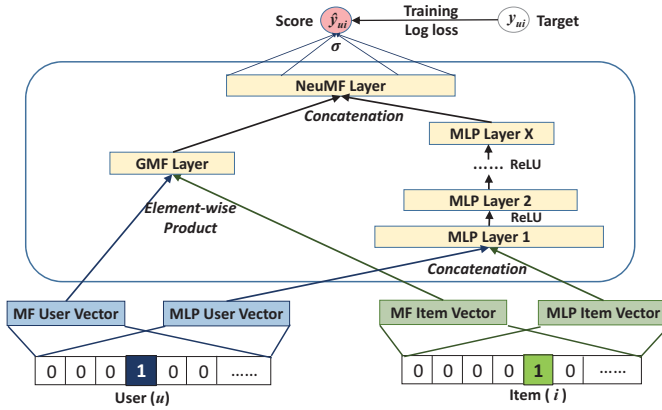 Score ŷui Training yui Target
Log loss
σ
NeuMF Layer
Concatenation
MLP Layer X
GMF Layer
...... ReLU
MLP Layer 2
Element-wise
Product
ReLU
MLP Layer 1
Concatenation
MF User Vector MLP User Vector MF Item Vector MLP Item Vector
0 0 0 1 0 0 ...... 0 0 0 0 1 0 ......
User (u) Item ( i )